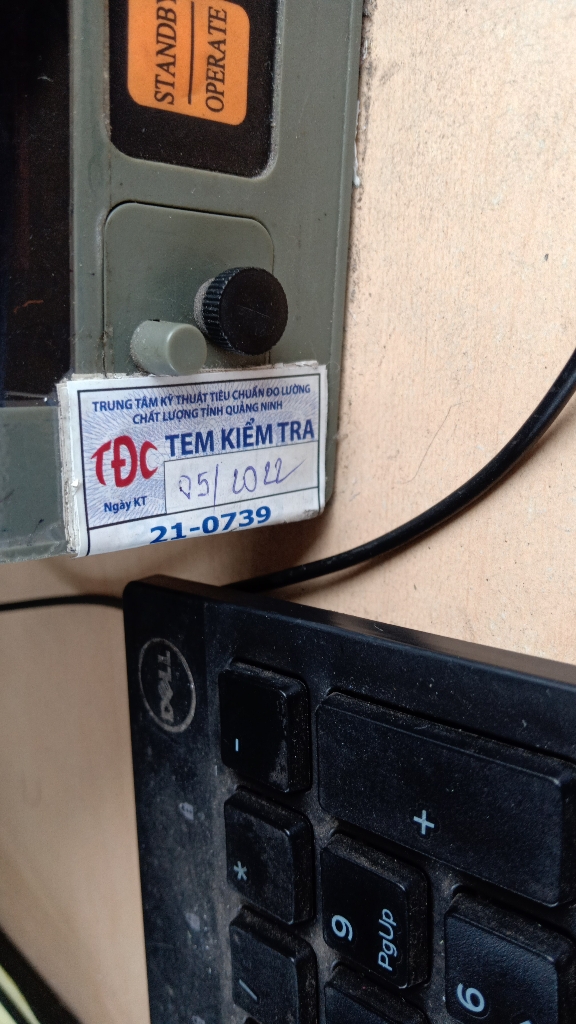 STANDBY
OPERATE
TRUNG TÂM KỸ THUẬT TIÊU CHUẨN ĐO LƯỜNG
CHẤT LƯỢNG TỈNH QUẢNG NINH
TĐC
TEM KIỂM TRA
Ngày KT
05/2022
21-0739
DELL
-
+
*
9
PgUp
/
6